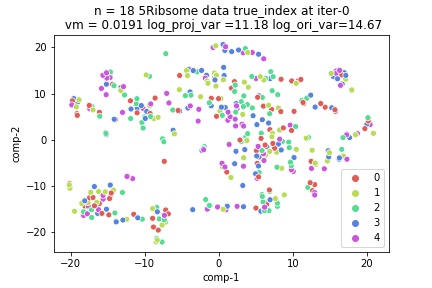 n = 18 5Ribsome data true_index at iter-0
vm = 0.0191 log_proj_var =11.18 log_ori_var=14.67
20
10
0
−10
−20
comp-2
0
1
2
3
4
−20 −10 0 10 20
comp-1